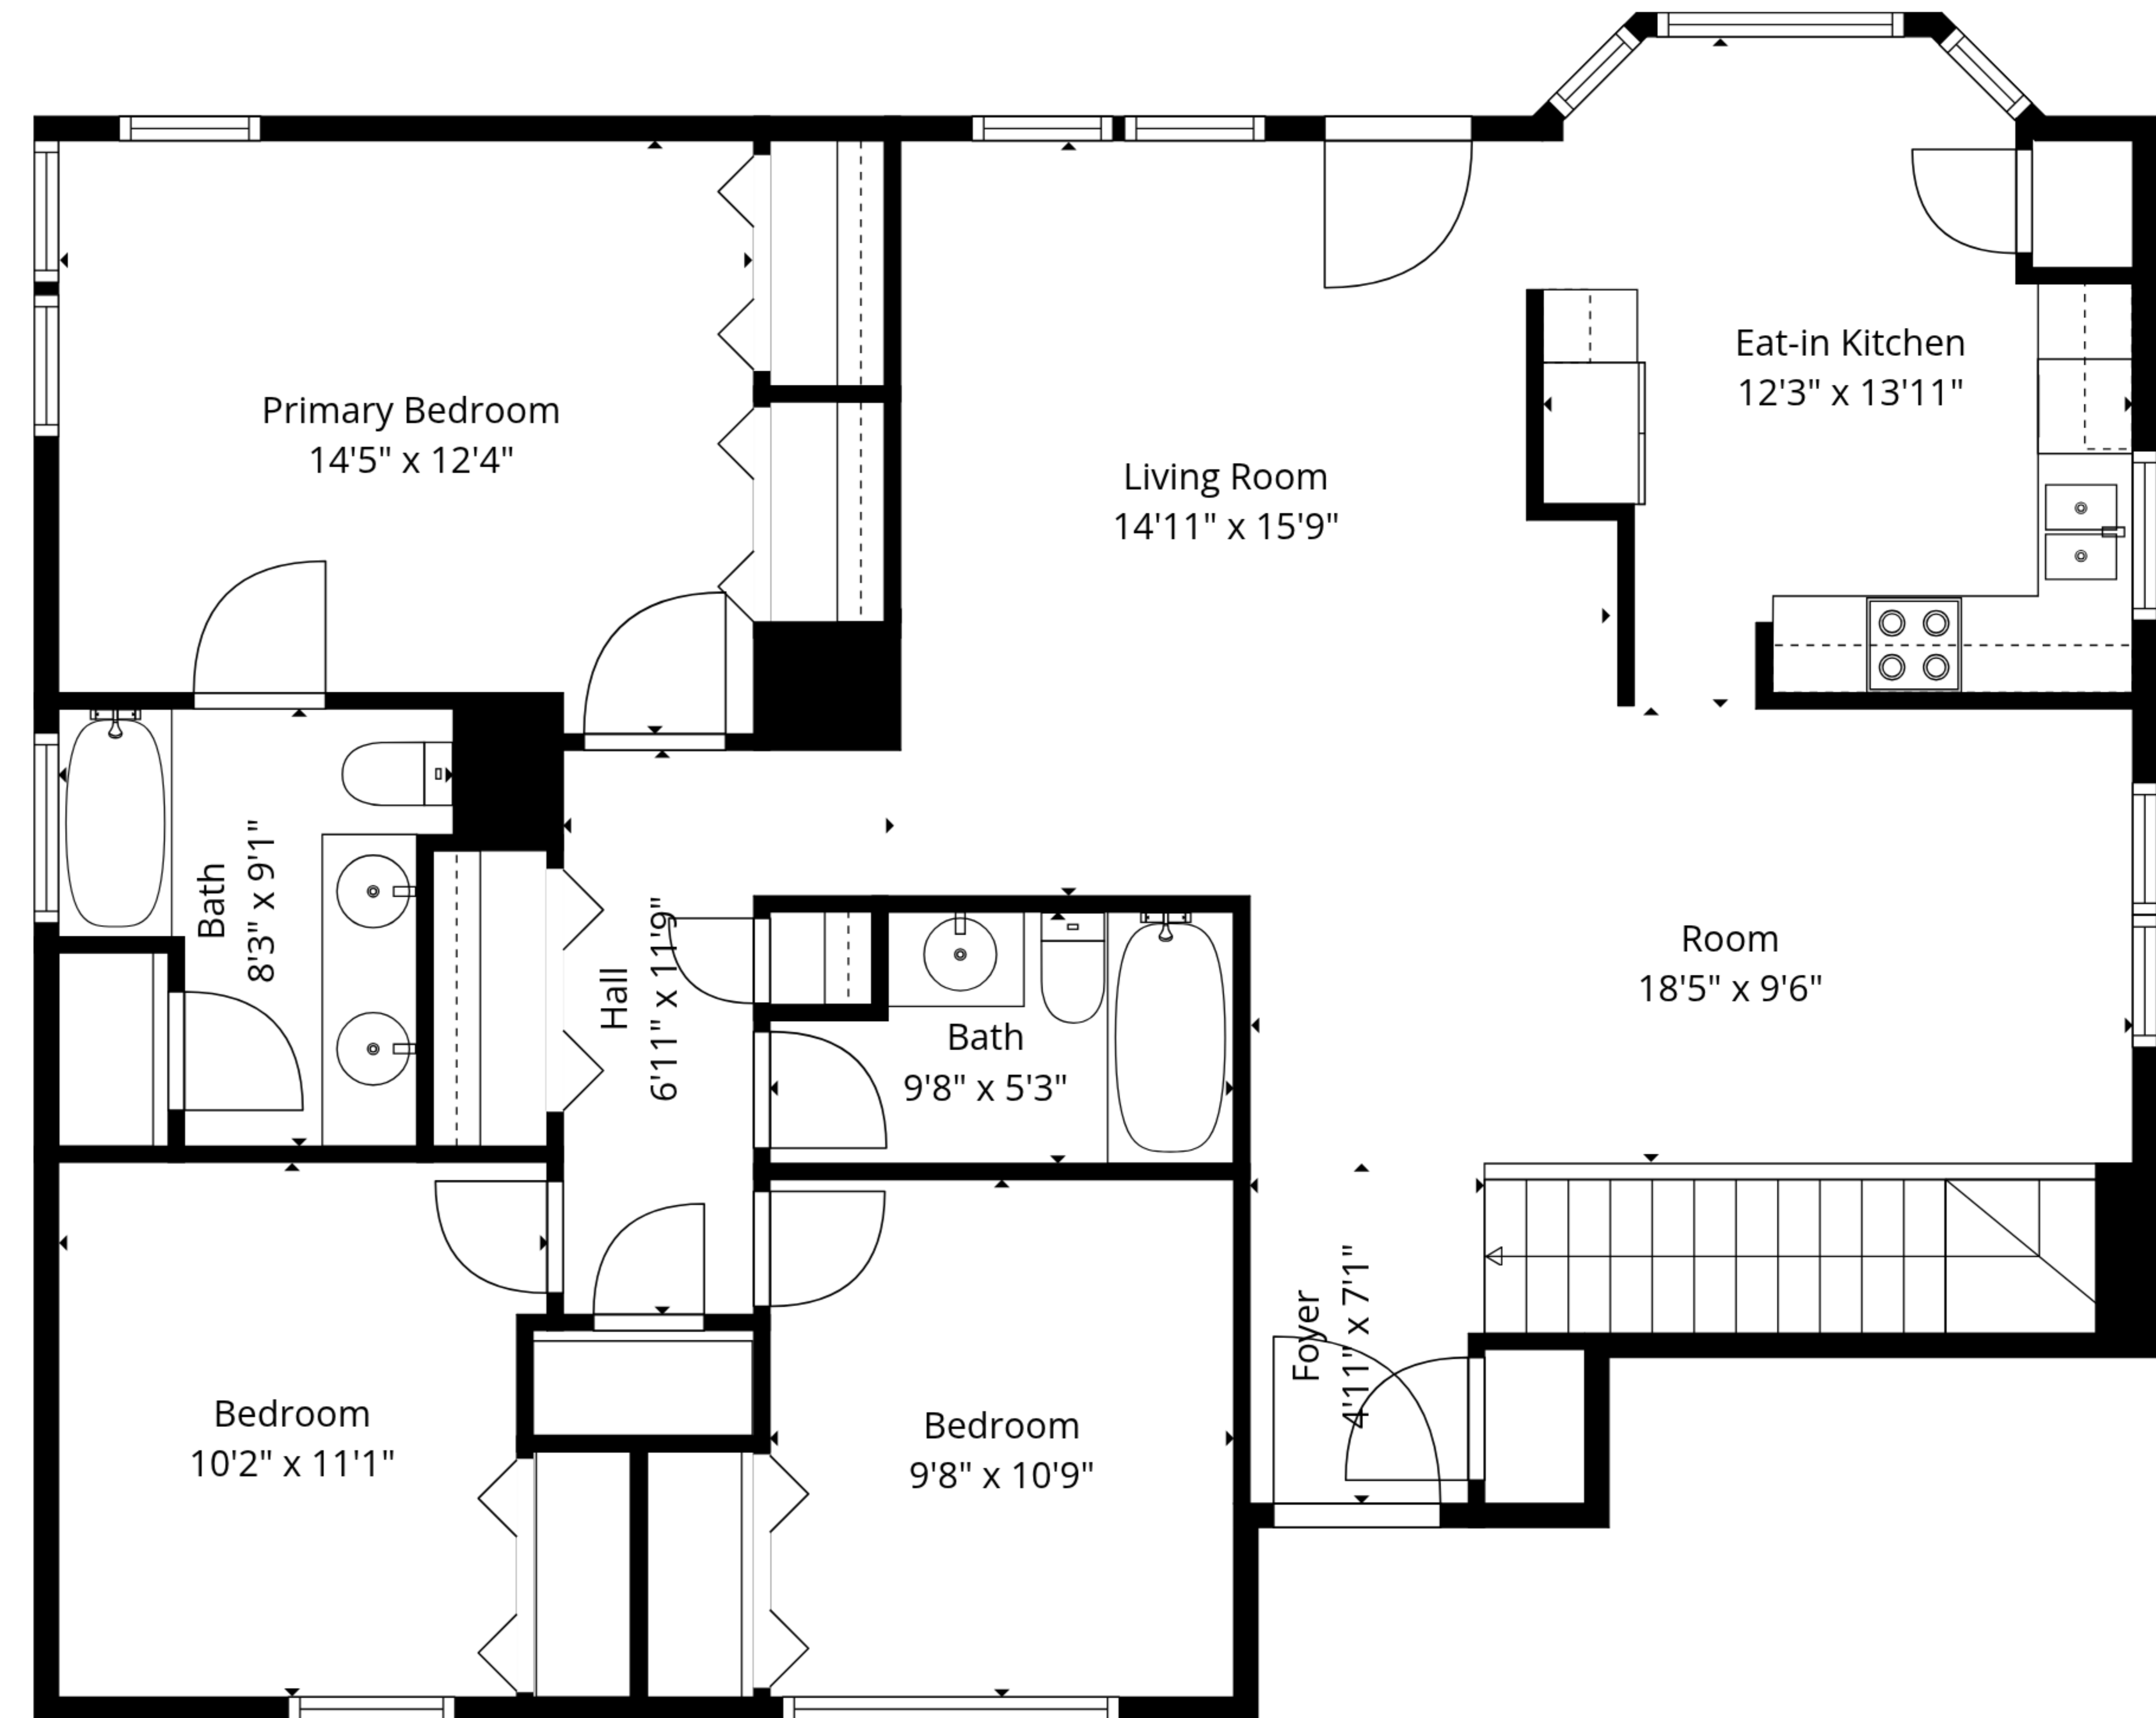 Eat-in Kitchen
12'3" x 13'11"
Primary Bedroom
14'5" x 12'4"
Living Room
14'11" x 15'9"
Bath
8'3" x 9'1"
Hall
6'11" x 11'9"
Room
18'5" x 9'6"
Bath
9'8" x 5'3"
Foyer
4'11" x 7'1"
Bedroom
10'2" x 11'1"
Bedroom
9'8" x 10'9"